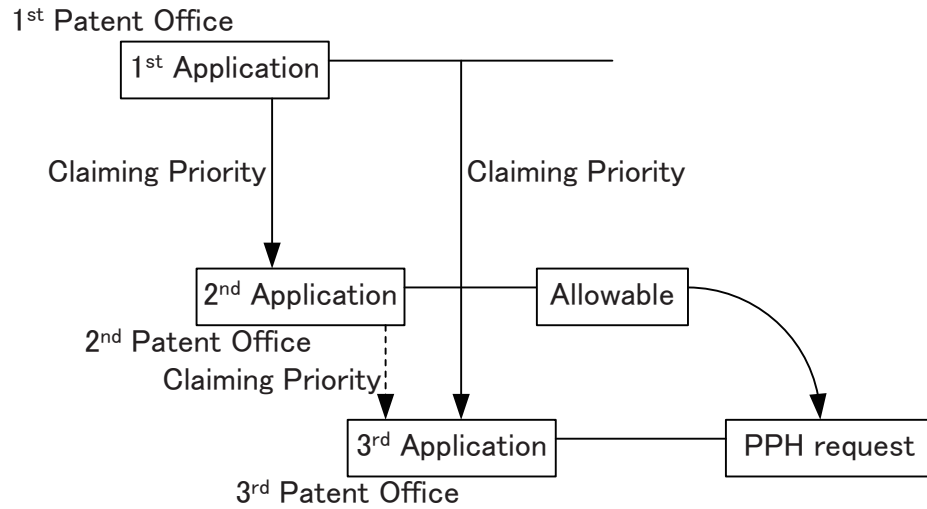 1st Patent Office
1st Application
Claiming Priority
Claiming Priority
2nd Application
Allowable
2nd Patent Office
Claiming Priority
3rd Application
PPH request
3rd Patent Office